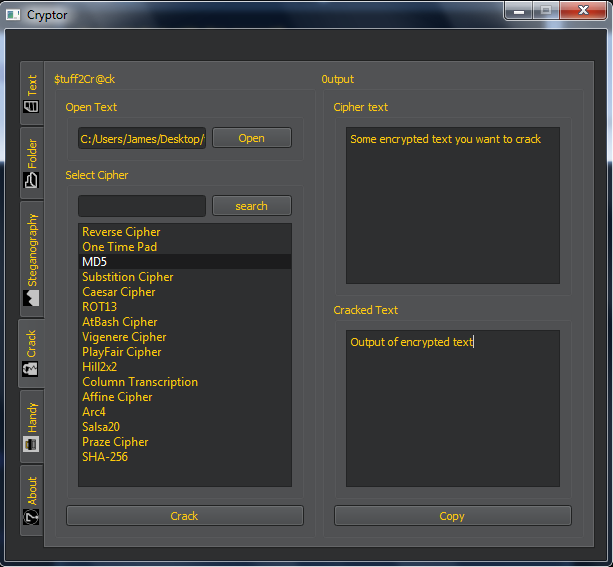 Cryptor
Text
Folder
Steganography
Crack
Handy
About
$tuff2Cr@ck
Open Text
C:/Users/James/Desktop/
Open
Select Cipher
search
Reverse Cipher
One Time Pad
MD5
Substition Cipher
Caesar Cipher
ROT13
AtBash Cipher
Vigenere Cipher
PlayFair Cipher
Hill2x2
Column Transcription
Affine Cipher
Arc4
Salsa20
Praze Cipher
SHA-256
Crack
0utput
Cipher text
Some encrypted text you want to crack
Cracked Text
Output of encrypted text
Copy